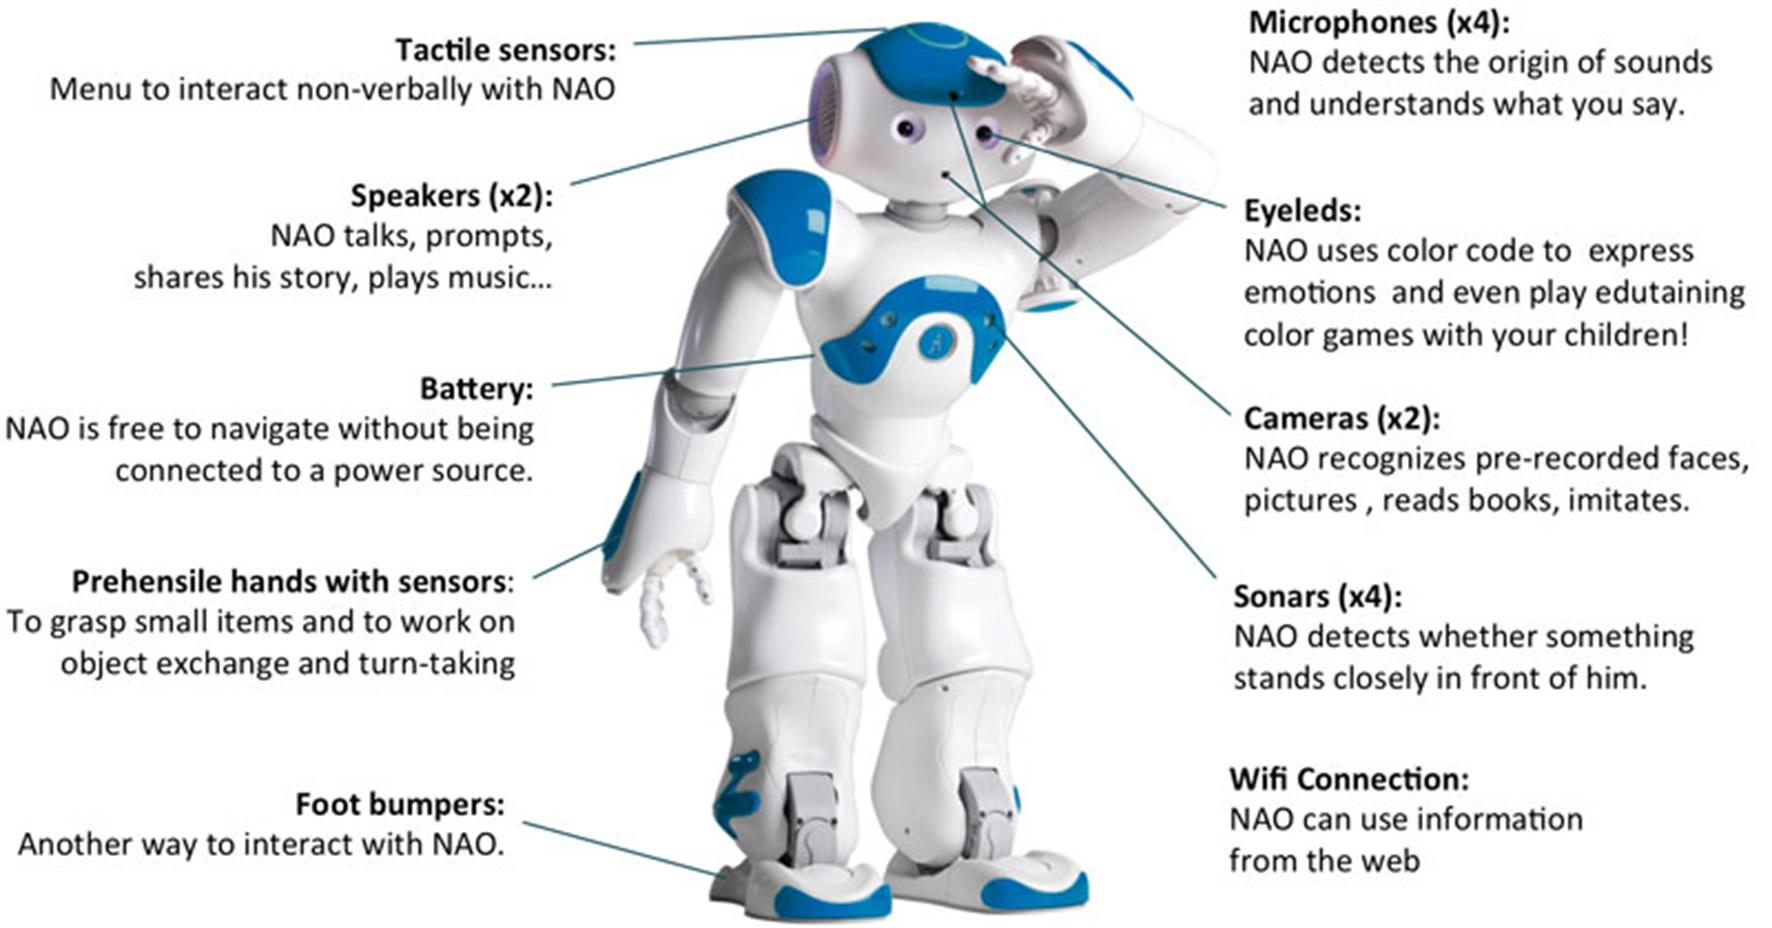 Tactile sensors:
Menu to interact non-verbally with NAO
Speakers (x2):
NAO talks, prompts,
shares his story, plays music...
Battery:
NAO is free to navigate without being
connected to a power source.
Prehensile hands with sensors:
To grasp small items and to work on
object exchange and turn-taking
Foot bumpers:
Another way to interact with NAO.
Microphones (x4):
NAO detects the origin of sounds
and understands what you say.
Eyeleds:
NAO uses color code to  express
emotions  and even play edutaining
color games with your children!
Cameras (x2):
NAO recognizes pre-recorded faces,
pictures , reads books, imitates.
Sonars (x4):
NAO detects whether something
stands closely in front of him.
Wifi Connection:
NAO can use information
from the web